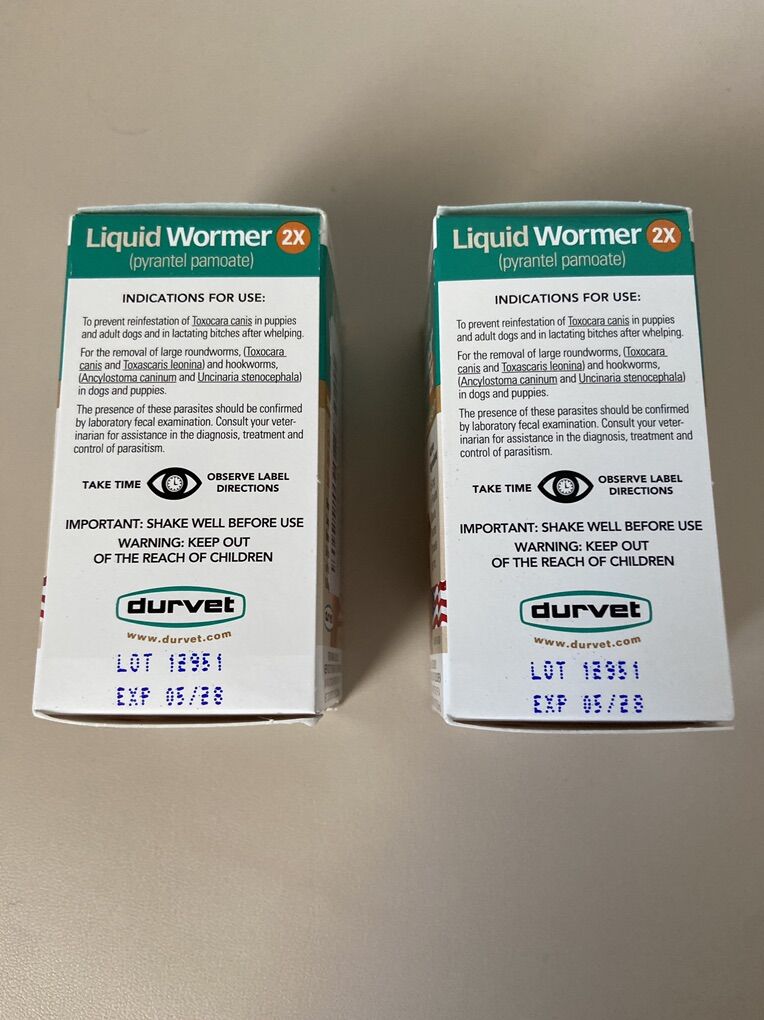 Liquid Wormer 2X
(pyrantel pamoate)
INDICATIONS FOR USE:
To prevent reinfestation of Toxocara canis in puppies
and adult dogs and in lactating bitches after whelping.
For the removal of large roundworms, (Toxocara
canis and Toxascaris leonina) and hookworms,
(Ancylostoma caninum and Uncinaria stenocephala)
in dogs and puppies.
The presence of these parasites should be confirmed
by laboratory fecal examination. Consult your veter-
inarian for assistance in the diagnosis, treatment and
control of parasitism.
TAKE TIME OBSERVE LABEL
DIRECTIONS
IMPORTANT: SHAKE WELL BEFORE USE
WARNING: KEEP OUT
OF THE REACH OF CHILDREN
durvet
www.durvet.com
LOT 12951
EXP 05/28
Liquid Wormer 2X
(pyrantel pamoate)
INDICATIONS FOR USE:
To prevent reinfestation of Toxocara canis in puppies
and adult dogs and in lactating bitches after whelping.
For the removal of large roundworms, (Toxocara
canis and Toxascaris leonina) and hookworms,
(Ancylostoma caninum and Uncinaria stenocephala)
in dogs and puppies.
The presence of these parasites should be confirmed
by laboratory fecal examination. Consult your veter-
inarian for assistance in the diagnosis, treatment and
control of parasitism.
TAKE TIME OBSERVE LABEL
DIRECTIONS
IMPORTANT: SHAKE WELL BEFORE USE
WARNING: KEEP OUT
OF THE REACH OF CHILDREN
durvet
www.durvet.com
LOT 12951
EXP 05/28